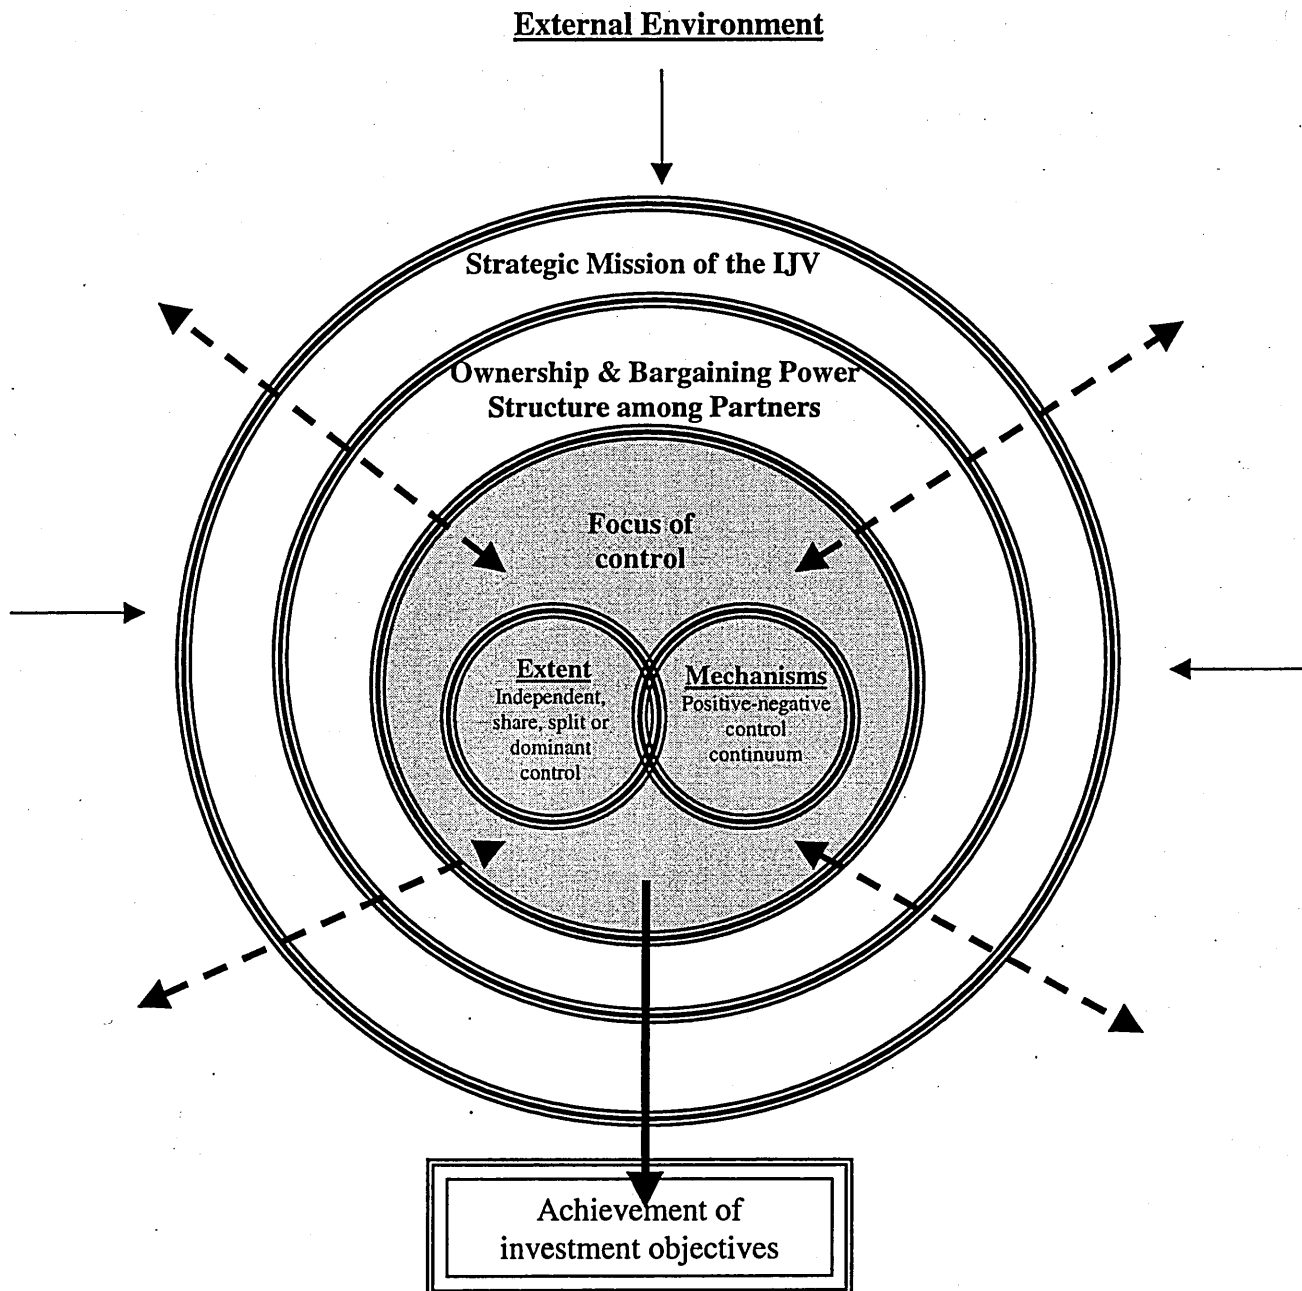 External Environment
Strategic Mission of the IJV
Ownership & Bargaining Power
Structure among Partners
Focus of
control
Extent
Independent,
share, split or
dominant
control
Mechanisms
Positive-negative
control
continuum
Achievement of
investment objectives